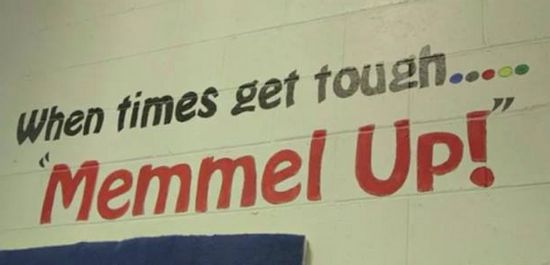 When times get tough.....
"Memmel Up!"